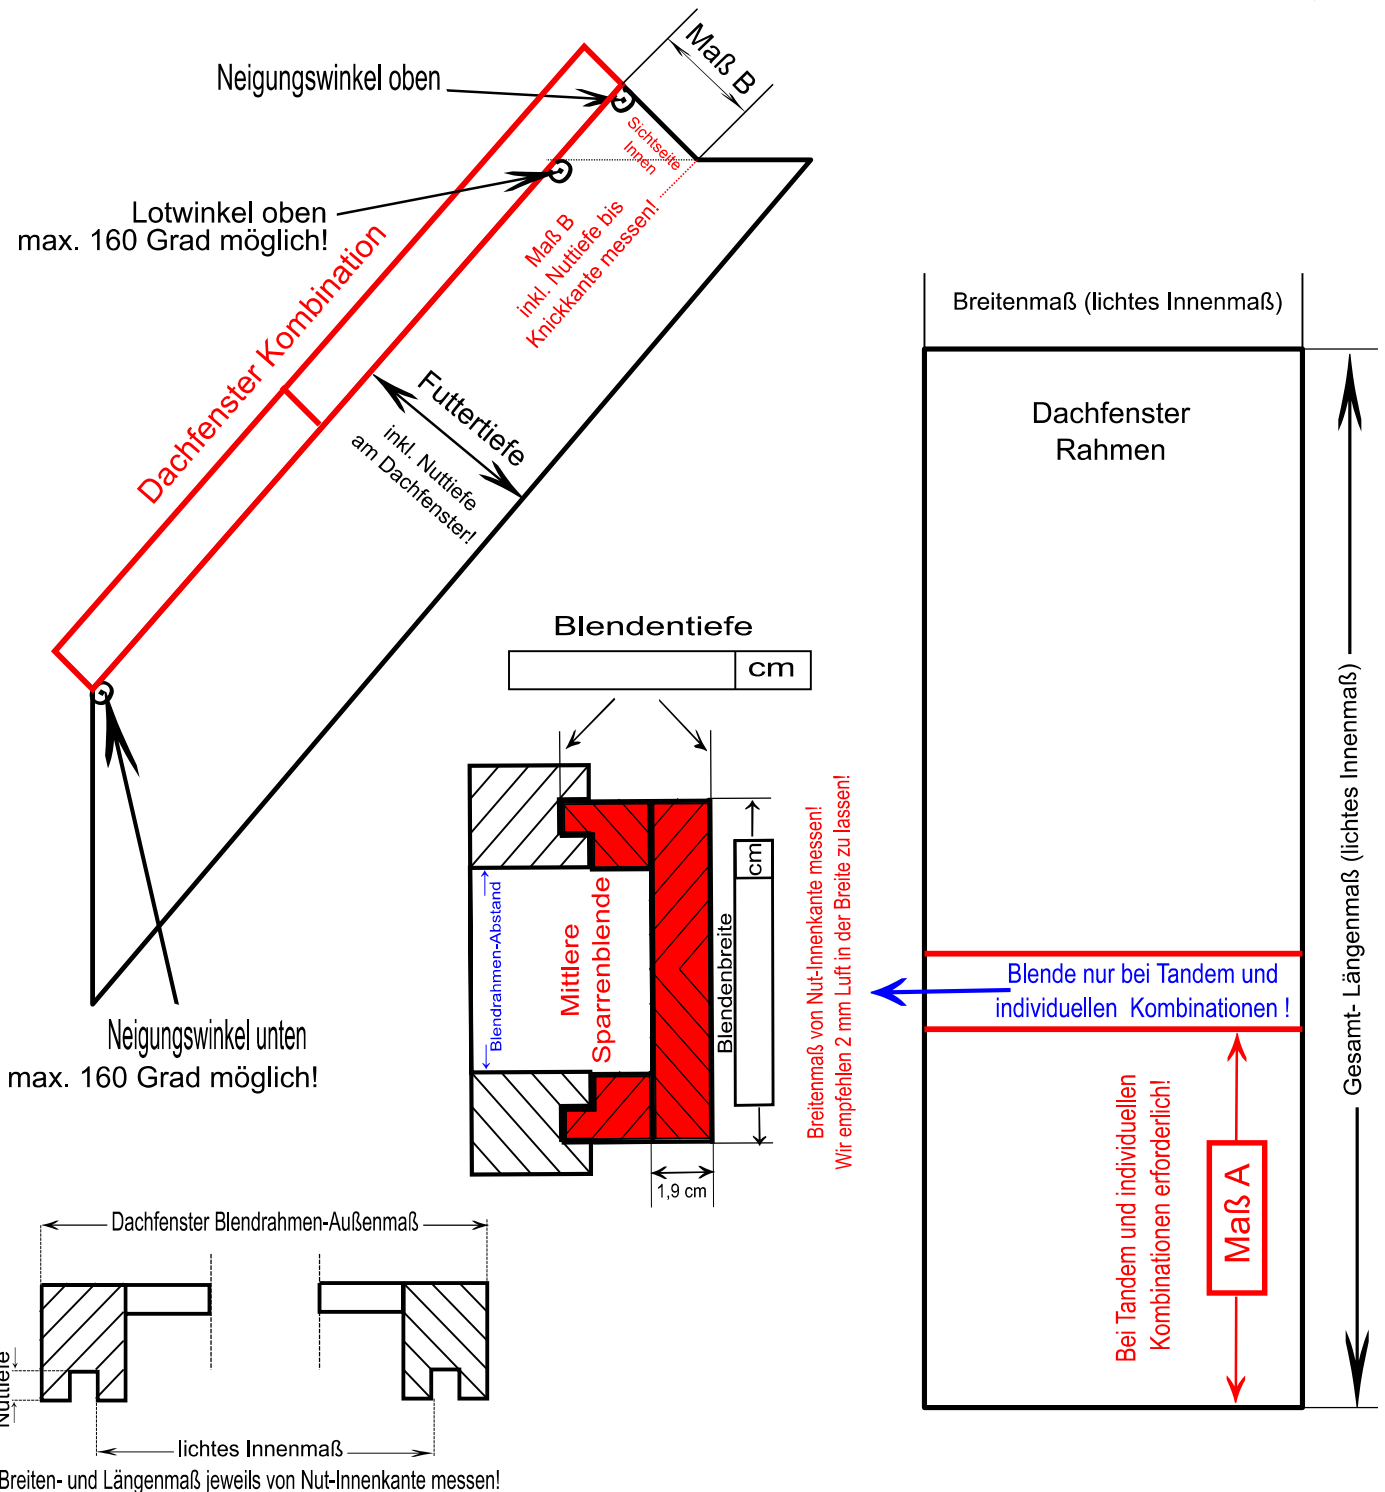 Neigungswinkel oben
Maß B
Sichtseite
Innen
Lotwinkel oben
max. 160 Grad möglich!
Maß B
inkl. Nuttiefe bis
Knickkante messen!
Dachfenster Kombination
Futtertiefe
inkl. Nuttiefe
am Dachfenster!
Neigungswinkel unten
max. 160 Grad möglich!
Blendentiefe
cm
Blendrahmen-Abstand
Mittlere
Sparrenblende
Blendenbreite
cm
1,9 cm
Breitenmaß von Nut-Innenkante messen!
Wir empfehlen 2 mm Luft in der Breite zu lassen!
Breitenmaß (lichtes Innenmaß)
Dachfenster
Rahmen
Gesamt- Längenmaß (lichtes Innenmaß)
Blende nur bei Tandem und
individuellen Kombinationen !
Bei Tandem und individuellen
Kombinationen erforderlich!
Maß A
Dachfenster Blendrahmen-Außenmaß
Nuttiefe
lichtes Innenmaß
Breiten- und Längenmaß jeweils von Nut-Innenkante messen!